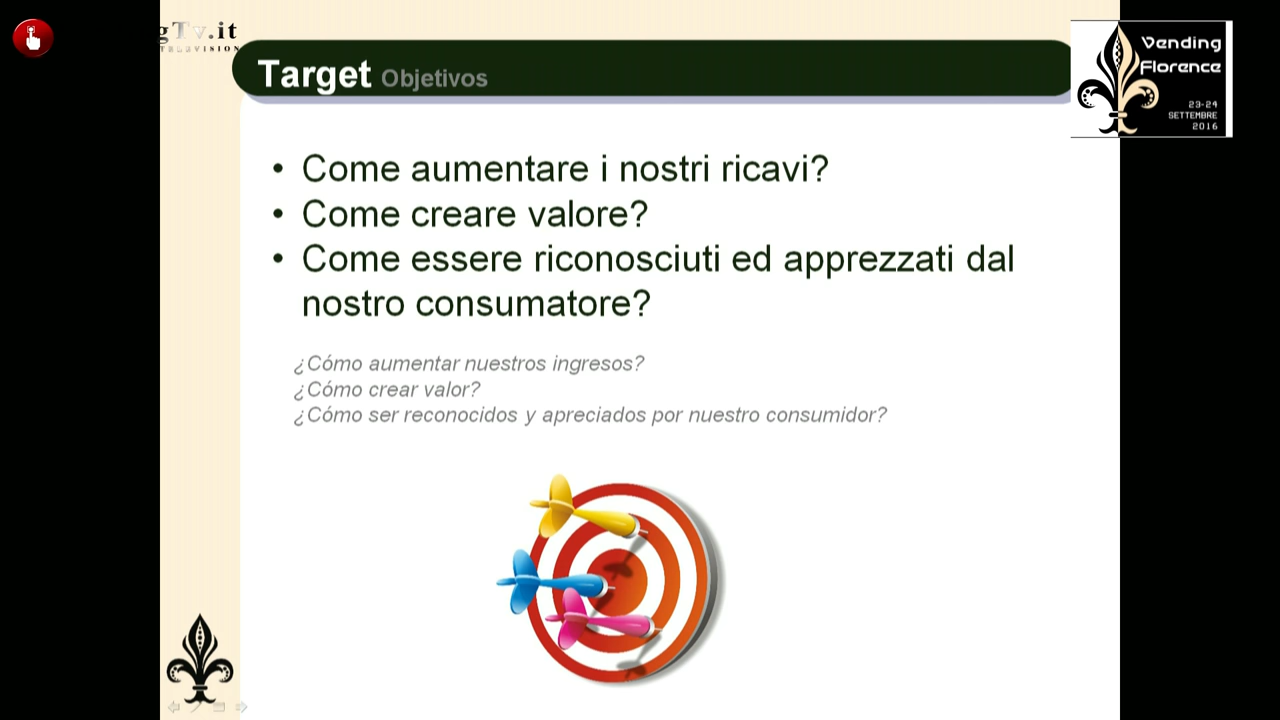 gTv.it
TELEVISION
Target Objetivos
Vending
Florence
23-24
SETTEMBRE
2016
• Come aumentare i nostri ricavi?
• Come creare valore?
• Come essere riconosciuti ed apprezzati dal
nostro consumatore?
¿Cómo aumentar nuestros ingresos?
¿Cómo crear valor?
¿Cómo ser reconocidos y apreciados por nuestro consumidor?